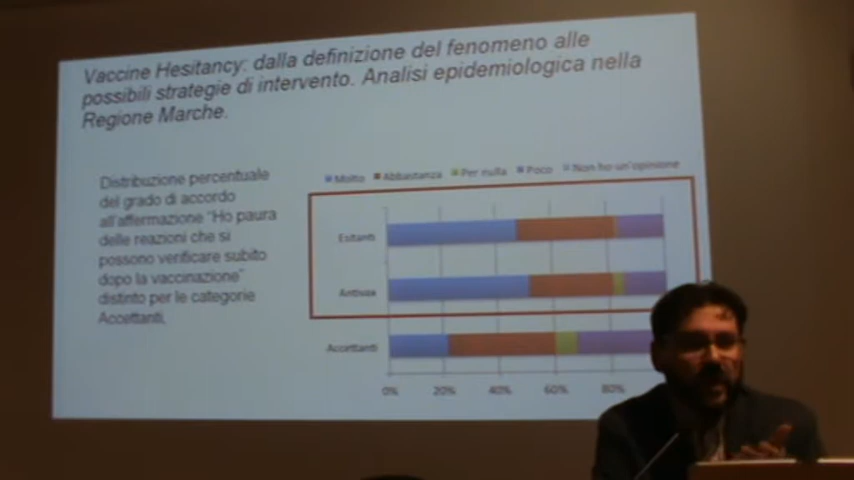 Vaccine Hesitancy: dalla definizione del fenomeno alle
possibili strategie di intervento. Analisi epidemiologica nella
Regione Marche.
Distribuzione percentuale
del grado di accordo
all'affermazione "Ho paura
delle reazioni che si
possono verificare subito
dopo la vaccinazione"
distinto per le categorie
Accettanti,
Molto Abbastanza Per nulla Poco Non ho un'opinione
Esitanti
Antivax
Accettanti
0% 20% 40% 60% 80%